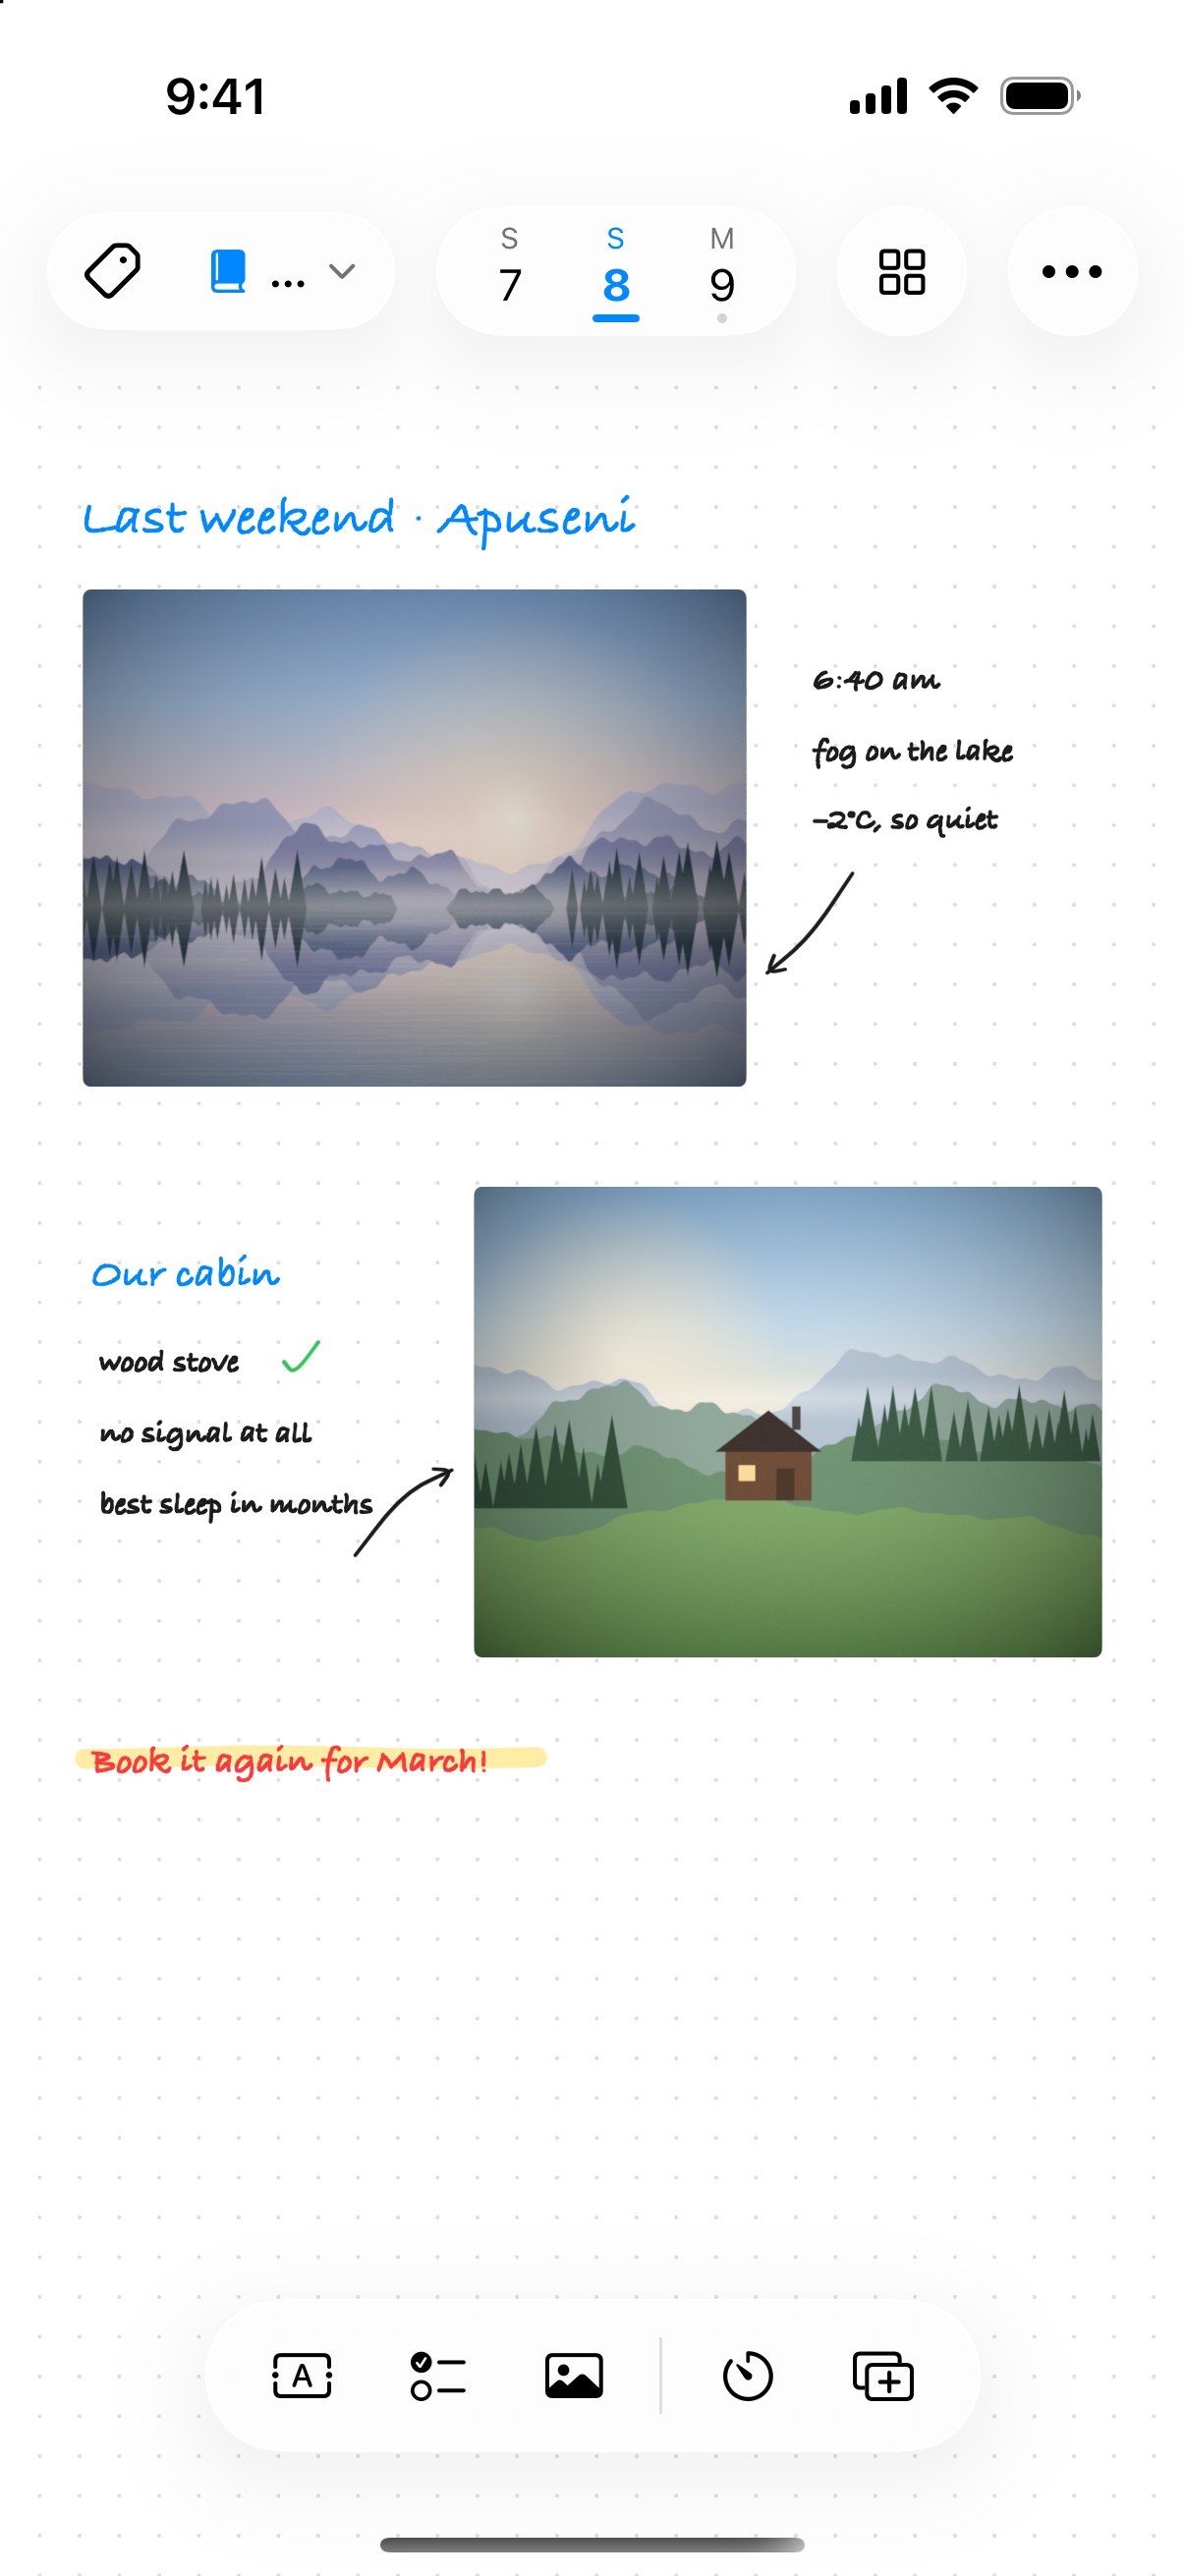 9:41
... S S M
7 8 9
Last weekend · Apuseni
6:40 am
fog on the lake
-2°C, so quiet
Our cabin
wood stove
no signal at all
best sleep in months
Book it again for March!
A